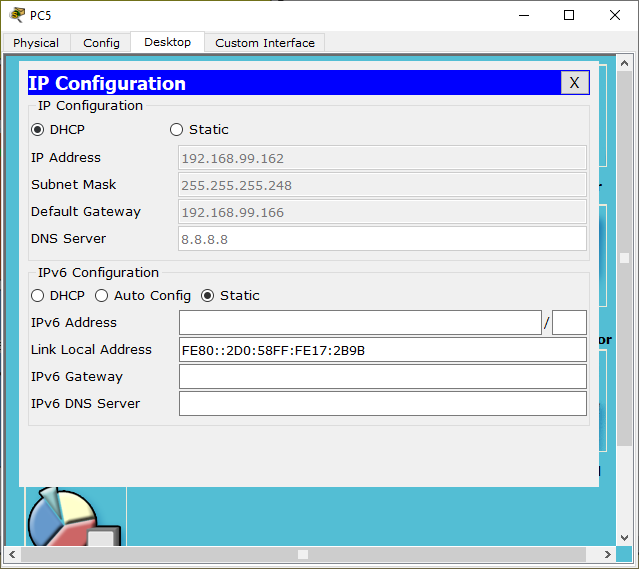 PC5
Physical Config Desktop Custom Interface
IP Configuration X
IP Configuration
DHCP Static
IP Address 192.168.99.162
Subnet Mask 255.255.255.248
Default Gateway 192.168.99.166
DNS Server 8.8.8.8
IPv6 Configuration
DHCP Auto Config Static
IPv6 Address /
Link Local Address FE80::2D0:58FF:FE17:2B9B
IPv6 Gateway
IPv6 DNS Server